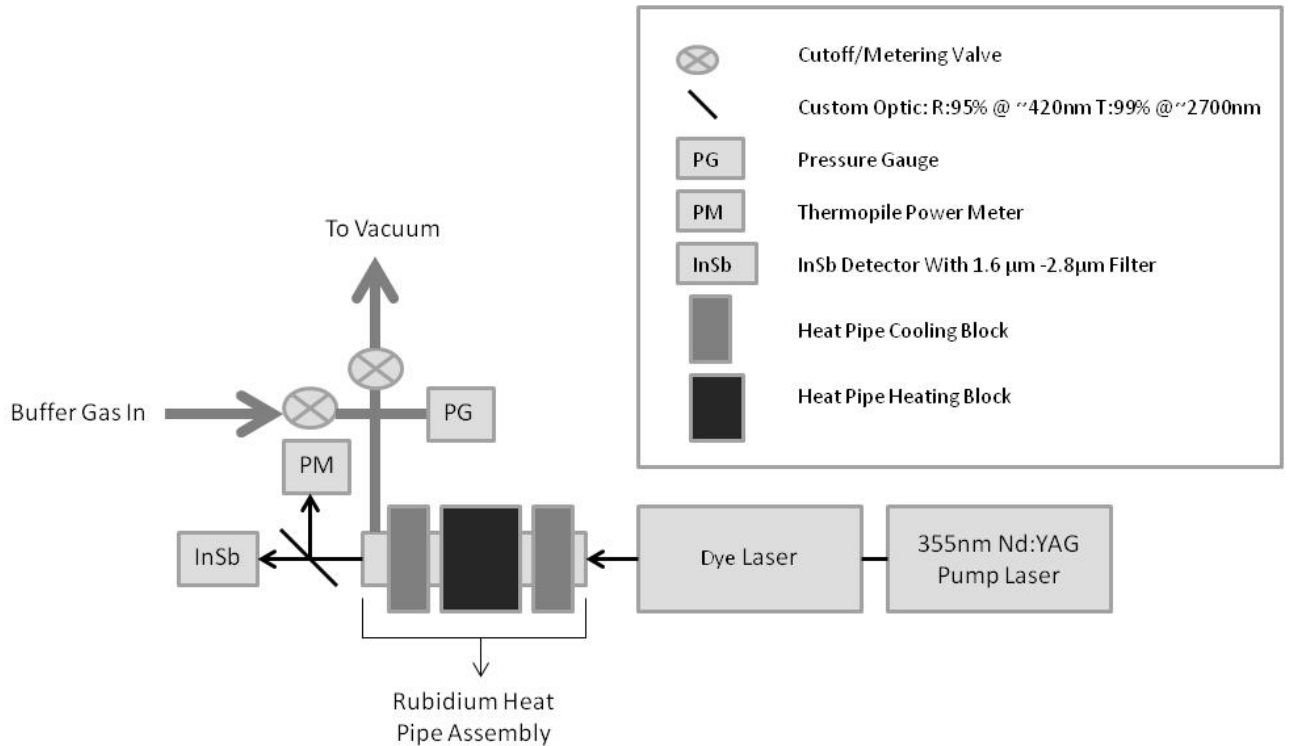 Cutoff/Metering Valve
Custom Optic: R:95% @ ~420nm T:99% @~2700nm
PG
Pressure Gauge
PM
Thermopile Power Meter
InSb
InSb Detector With 1.6 µm -2.8µm Filter
Heat Pipe Cooling Block
Heat Pipe Heating Block
To Vacuum
Buffer Gas In
PG
PM
InSb
Dye Laser
355nm Nd:YAG
Pump Laser
Rubidium Heat
Pipe Assembly